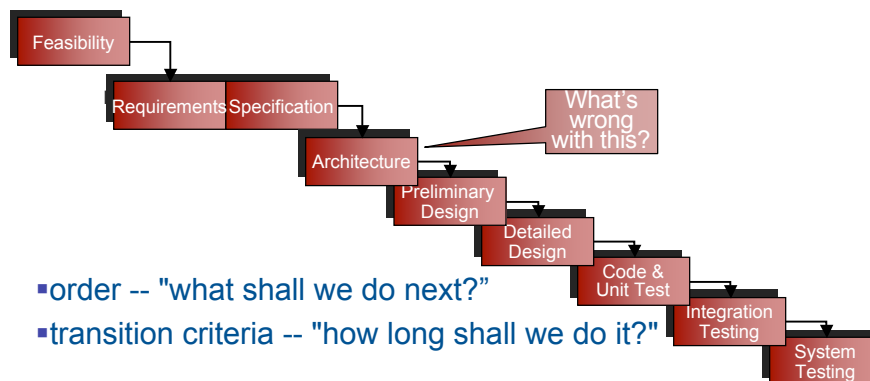 Feasibility
Requirements
Specification
What's
wrong
with this?
Architecture
Preliminary
Design
Detailed
Design
▪order -- "what shall we do next?”
Code &
Unit Test
▪transition criteria -- "how long shall we do it?"
Integration
Testing
System
Testing